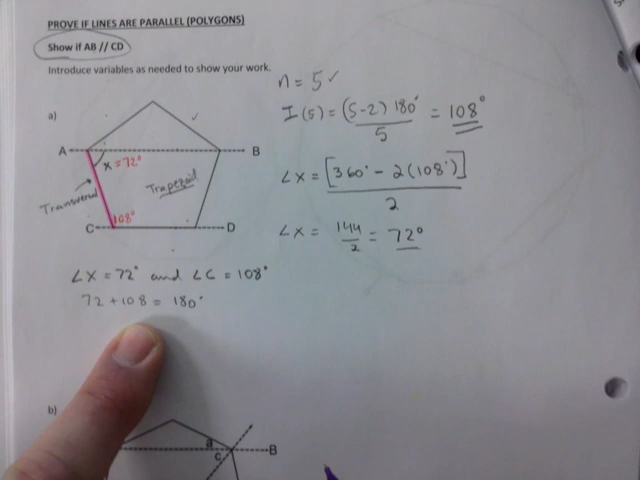 PROVE IF LINES ARE PARALLEL (POLYGONS)
Show if AB // CD
Introduce variables as needed to show your work.
n = 5 ✓
a)
I(5) = (5-2) 180° / 5 = 108°
A
B
x = 72°
Trapezoid
Transversal
∠X = [360° - 2(108°)] / 2
108°
C
D
∠X = 144/2 = 72°
∠X = 72° and ∠C = 108°
72 + 108 = 180°
b)
a
c
B